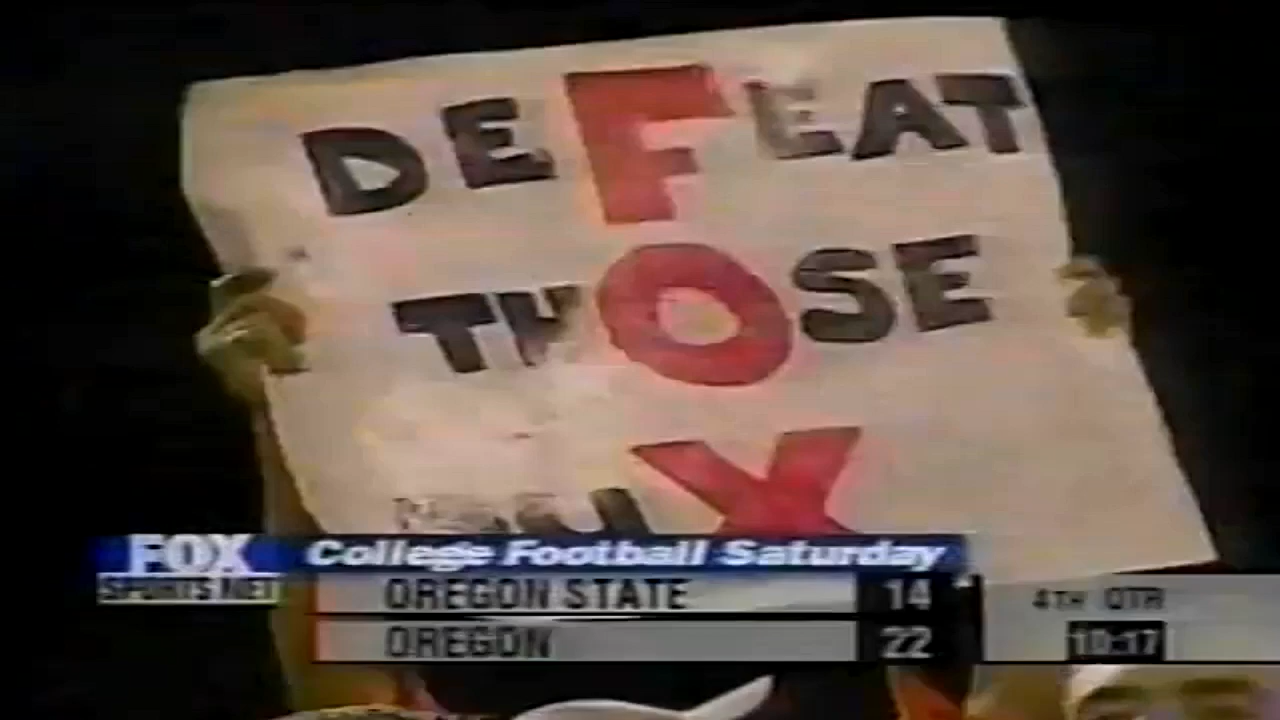 DEFEAT
THOSE
FOX
SPORTS NET
College Football Saturday
OREGON STATE 14
OREGON 22
4TH QTR
10:17